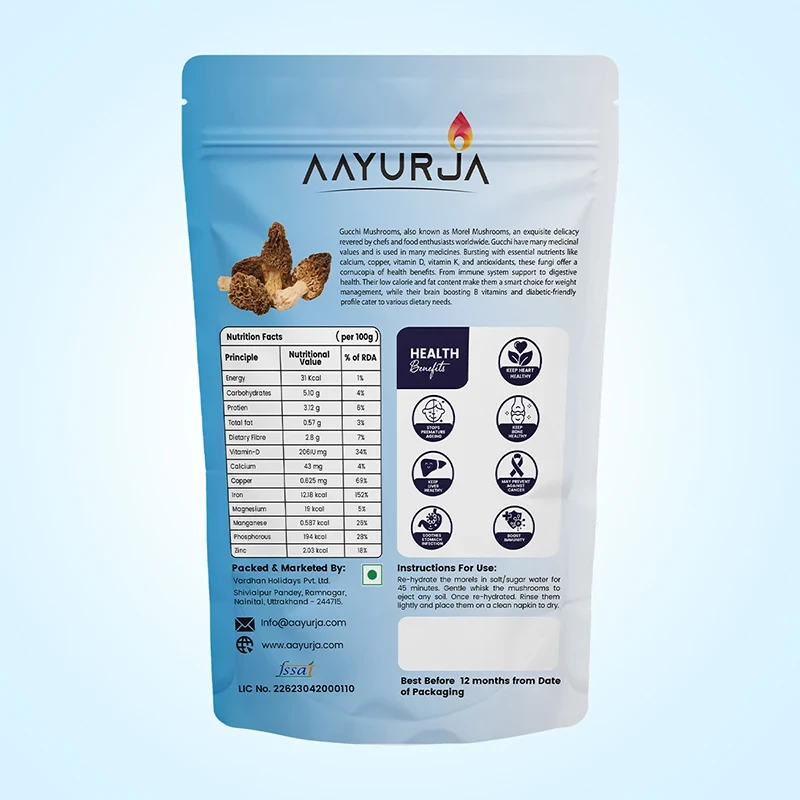 AAYURJA
Gucchi Mushrooms, also known as Morel Mushrooms, an exquisite delicacy
revered by chefs and food enthusiasts worldwide. Gucchi have many medicinal
values and is used in many medicines. Bursting with essential nutrients like
calcium, copper, vitamin D, vitamin K, and antioxidants, these fungi offer a
cornucopia of health benefits. From immune system support to digestive
health. Their low calorie and fat content make them a smart choice for weight
management, while their brain boosting B vitamins and diabetic-friendly
profile cater to various dietary needs.
Nutrition Facts ( per 100g )
Principle Nutritional Value % of RDA
Energy 31 Kcal 1%
Carbohydrates 5.10 g 4%
Protien 3.12 g 6%
Total fat 0.57 g 3%
Dietary Fibre 2.8 g 7%
Vitamin-D 206IU mg 34%
Calcium 43 mg 4%
Copper 0.625 mg 69%
Iron 12.18 kcal 152%
Magnesium 19 kcal 5%
Manganese 0.587 kcal 26%
Phosphorous 194 kcal 28%
Zinc 2.03 kcal 18%
HEALTH
Benefits
KEEP HEART
HEALTHY
STOPS
PREMATURE
AGEING
KEEP
BONE
HEALTHY
KEEP
LIVER
HEALTHY
MAY PREVENT
AGAINST
CANCER
SOOTHES
STOMACH
INFECTION
BOOST
IMMUNITY
Packed & Marketed By:
Vardhan Holidays Pvt. Ltd.
Shivlalpur Pandey, Ramnagar,
Nainital, Uttrakhand - 244715.
Info@aayurja.com
www.aayurja.com
fssai
LIC No. 22623042000110
Instructions For Use:
Re-hydrate the morels in salt/sugar water for
45 minutes. Gentle whisk the mushrooms to
eject any soil. Once re-hydrated. Rinse them
lightly and place them on a clean napkin to dry.
Best Before 12 months from Date
of Packaging